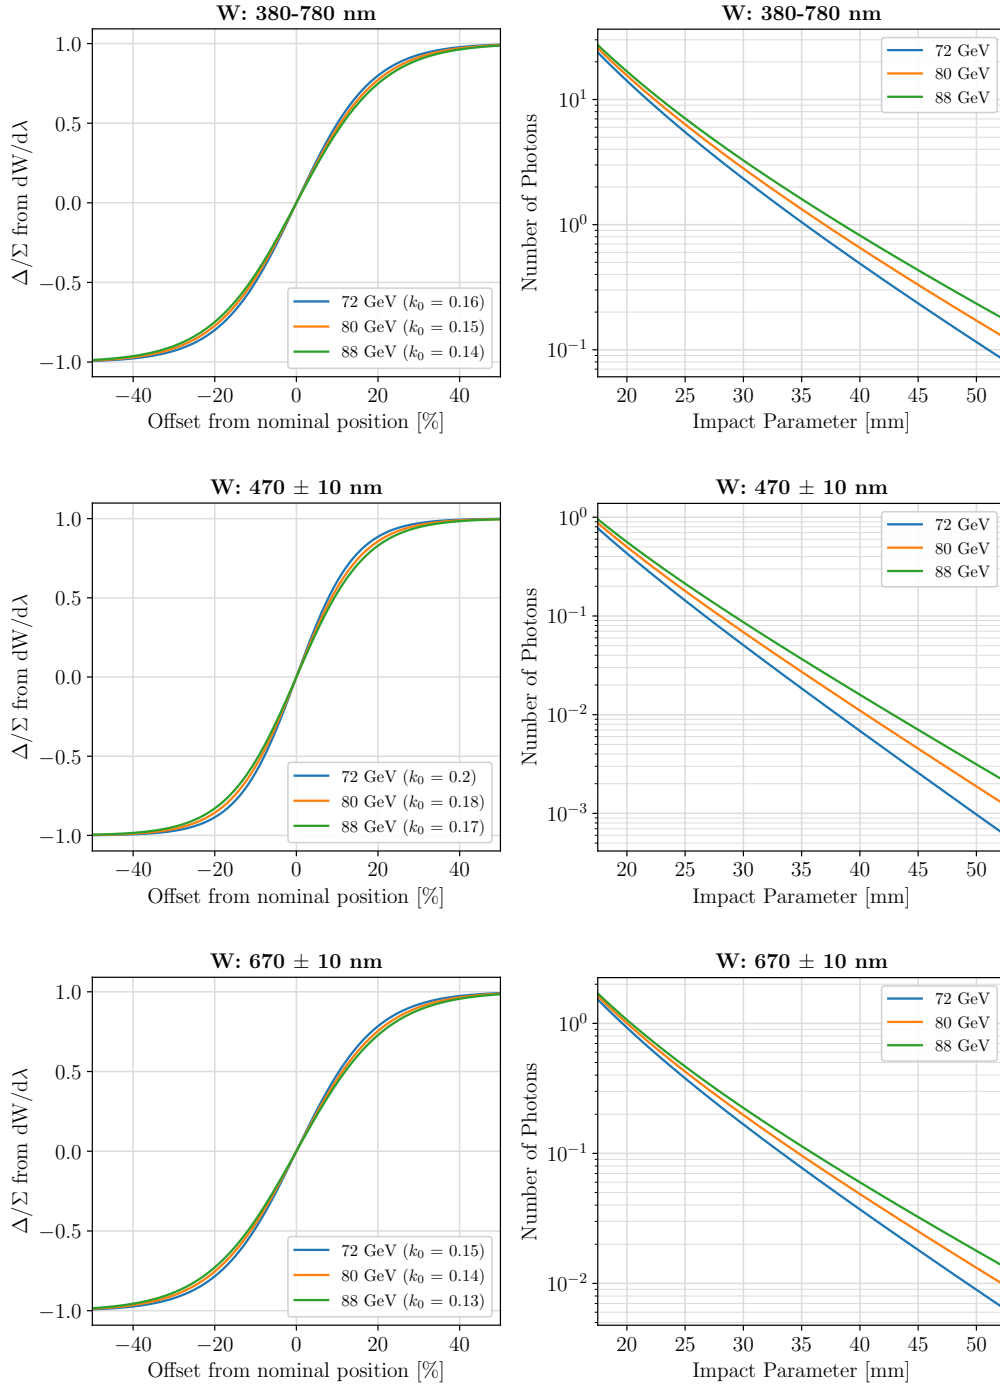 W: 380-780 nm
Δ/Σ from dW/dλ
1.0
0.5
0.0
−0.5
−1.0
72 GeV (k₀ = 0.16)
80 GeV (k₀ = 0.15)
88 GeV (k₀ = 0.14)
−40 −20 0 20 40
Offset from nominal position [%]
W: 380-780 nm
Number of Photons
10¹
10⁰
10⁻¹
72 GeV
80 GeV
88 GeV
20 25 30 35 40 45 50
Impact Parameter [mm]
W: 470 ± 10 nm
Δ/Σ from dW/dλ
1.0
0.5
0.0
−0.5
−1.0
72 GeV (k₀ = 0.2)
80 GeV (k₀ = 0.18)
88 GeV (k₀ = 0.17)
−40 −20 0 20 40
Offset from nominal position [%]
W: 470 ± 10 nm
Number of Photons
10⁰
10⁻¹
10⁻²
10⁻³
72 GeV
80 GeV
88 GeV
20 25 30 35 40 45 50
Impact Parameter [mm]
W: 670 ± 10 nm
Δ/Σ from dW/dλ
1.0
0.5
0.0
−0.5
−1.0
72 GeV (k₀ = 0.15)
80 GeV (k₀ = 0.14)
88 GeV (k₀ = 0.13)
−40 −20 0 20 40
Offset from nominal position [%]
W: 670 ± 10 nm
Number of Photons
10⁰
10⁻¹
10⁻²
72 GeV
80 GeV
88 GeV
20 25 30 35 40 45 50
Impact Parameter [mm]